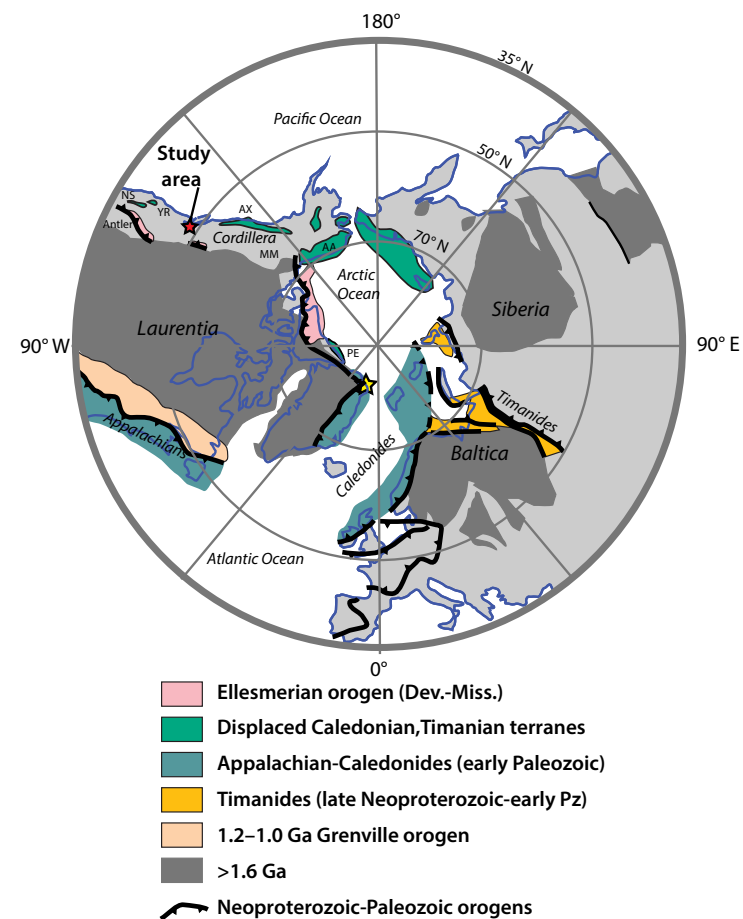 180°
35° N
Pacific Ocean
50° N
Study
area
NS
YR
AX
Antler
Cordillera
70° N
MM
AA
Arctic
Ocean
Siberia
Laurentia
90° W
90° E
PE
Timanides
Appalachians
Baltica
Caledonides
Atlantic Ocean
0°
Ellesmerian orogen (Dev.-Miss.)
Displaced Caledonian,Timanian terranes
Appalachian-Caledonides (early Paleozoic)
Timanides (late Neoproterozoic-early Pz)
1.2–1.0 Ga Grenville orogen
>1.6 Ga
Neoproterozoic-Paleozoic orogens